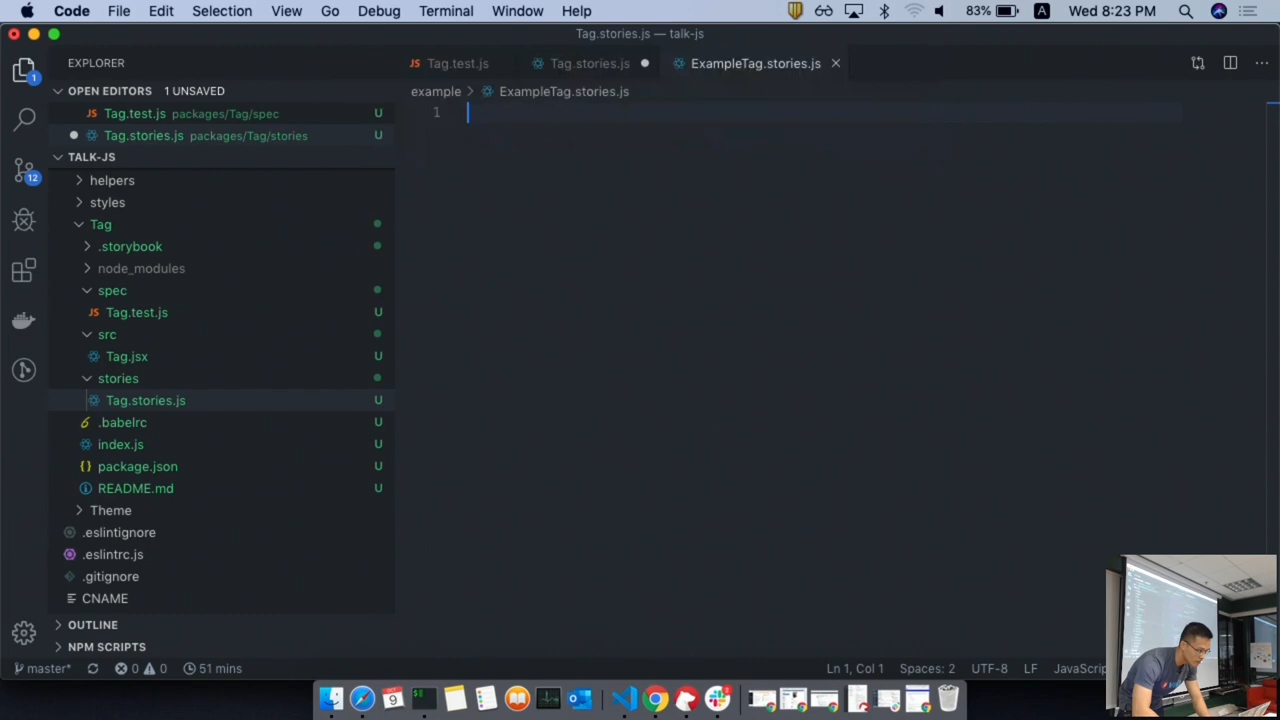 Code File Edit Selection View Go Debug Terminal Window Help 83% A Wed 8:23 PM
Tag.stories.js — talk-js
EXPLORER
Tag.test.js Tag.stories.js ExampleTag.stories.js
OPEN EDITORS 1 UNSAVED
example > ExampleTag.stories.js
1
Tag.test.js packages/Tag/spec U
Tag.stories.js packages/Tag/stories U
TALK-JS
helpers
styles
Tag
.storybook
node_modules
spec
JS Tag.test.js U
src
Tag.jsx U
stories
Tag.stories.js U
.babelrc U
index.js U
package.json U
README.md U
Theme
.eslintignore
.eslintrc.js
.gitignore
CNAME
OUTLINE
NPM SCRIPTS
master* 0 0 51 mins Ln 1, Col 1 Spaces: 2 UTF-8 LF JavaScrip
1
12
9